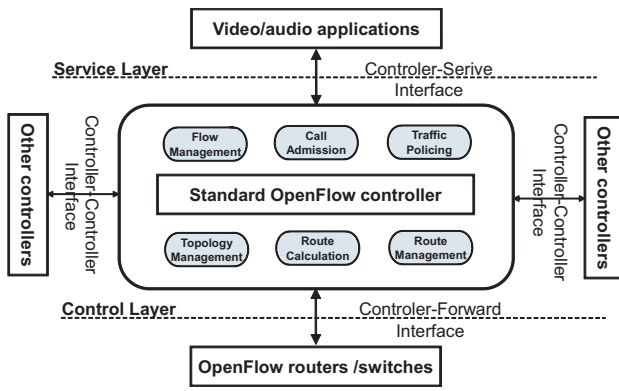 Video/audio applications
Service Layer
Controler-Serive
Interface
Other controllers
Controller-Controller
Interface
Flow
Management
Call
Admission
Traffic
Policing
Standard OpenFlow controller
Topology
Management
Route
Calculation
Route
Management
Controller-Controller
Interface
Other controllers
Control Layer
Controler-Forward
Interface
OpenFlow routers /switches